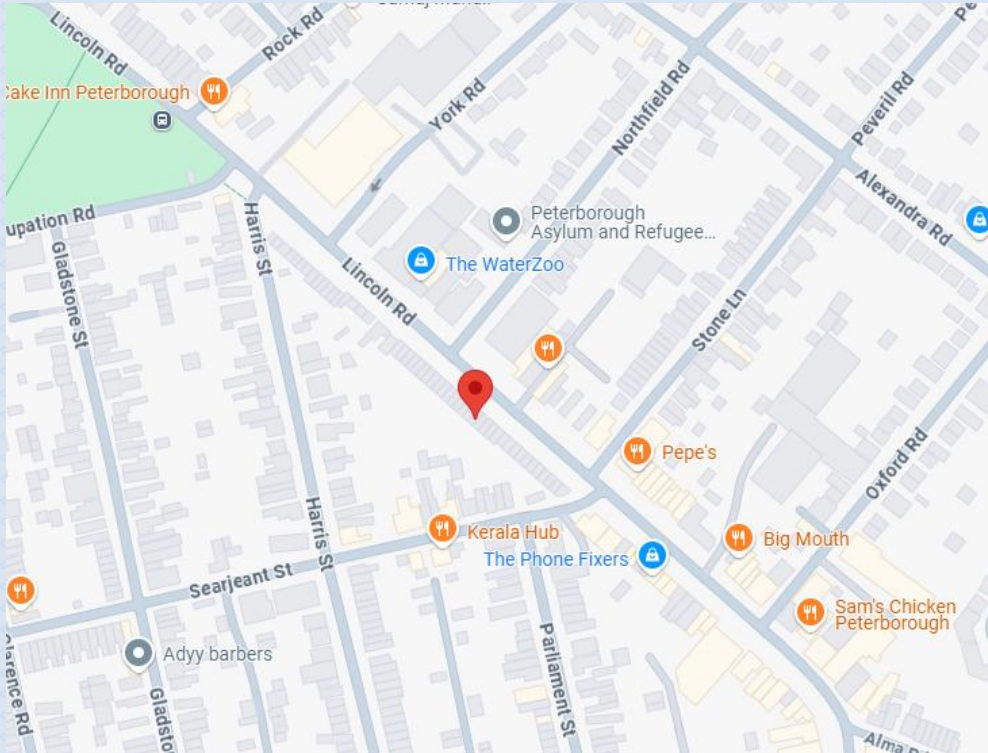 Lincoln Rd
Rock Rd
Cake Inn Peterborough
York Rd
Northfield Rd
Peveril Rd
Alexandra Rd
upation Rd
Harris St
Gladstone St
Peterborough
Asylum and Refugee...
The WaterZoo
Lincoln Rd
Stone Ln
Pepe's
Oxford Rd
Harris St
Kerala Hub
The Phone Fixers
Big Mouth
Searjeant St
Sam's Chicken
Peterborough
Adyy barbers
Parliament St
Clarence Rd
Gladsto
Alma